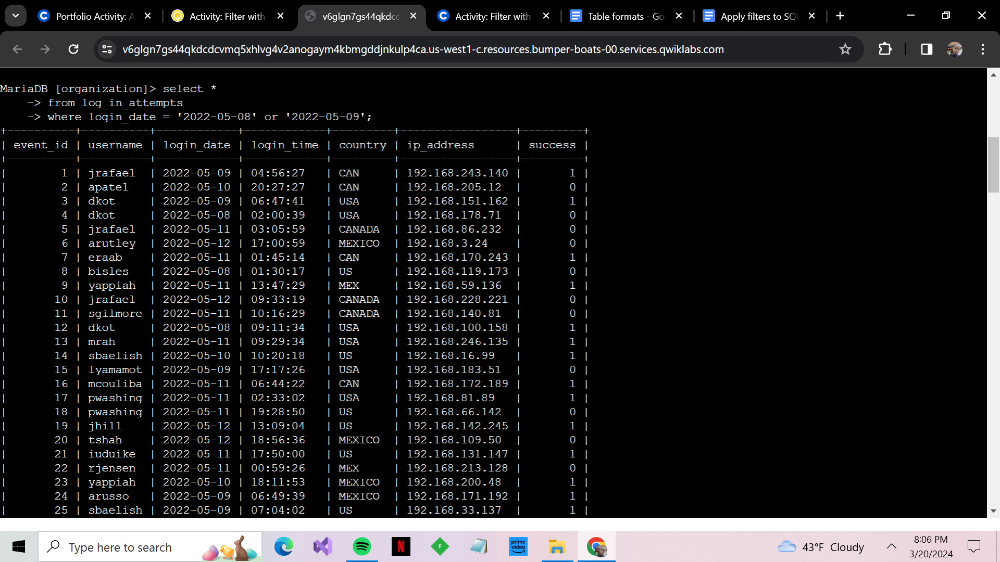 Portfolio Activity: A
Activity: Filter with
v6glgn7gs44qkdcd
Activity: Filter with
Table formats - Go
Apply filters to SQL
v6glgn7gs44qkdcdcvmq5xhlvg4v2anogaym4kbmgddjnkulp4ca.us-west1-c.resources.bumper-boats-00.services.qwiklabs.com
MariaDB [organization]> select *
-> from log_in_attempts
-> where login_date = '2022-05-08' or '2022-05-09';
+----------+----------+------------+------------+---------+-----------------+---------+
| event_id | username | login_date | login_time | country | ip_address      | success |
+----------+----------+------------+------------+---------+-----------------+---------+
|        1 | jrafael  | 2022-05-09 | 04:56:27   | CAN     | 192.168.243.140 |       1 |
|        2 | apatel   | 2022-05-10 | 20:27:27   | CAN     | 192.168.205.12  |       0 |
|        3 | dkot     | 2022-05-09 | 06:47:41   | USA     | 192.168.151.162 |       1 |
|        4 | dkot     | 2022-05-08 | 02:00:39   | USA     | 192.168.178.71  |       0 |
|        5 | jrafael  | 2022-05-11 | 03:05:59   | CANADA  | 192.168.86.232  |       0 |
|        6 | arutley  | 2022-05-12 | 17:00:59   | MEXICO  | 192.168.3.24    |       0 |
|        7 | eraab    | 2022-05-11 | 01:45:14   | CAN     | 192.168.170.243 |       1 |
|        8 | bisles   | 2022-05-08 | 01:30:17   | US      | 192.168.119.173 |       0 |
|        9 | yappiah  | 2022-05-11 | 13:47:29   | MEX     | 192.168.59.136  |       1 |
|       10 | jrafael  | 2022-05-12 | 09:33:19   | CANADA  | 192.168.228.221 |       0 |
|       11 | sgilmore | 2022-05-11 | 10:16:29   | CANADA  | 192.168.140.81  |       0 |
|       12 | dkot     | 2022-05-08 | 09:11:34   | USA     | 192.168.100.158 |       1 |
|       13 | mrah     | 2022-05-11 | 09:29:34   | USA     | 192.168.246.135 |       1 |
|       14 | sbaelish | 2022-05-10 | 10:20:18   | US      | 192.168.16.99   |       1 |
|       15 | lyamamot | 2022-05-09 | 17:17:26   | USA     | 192.168.183.51  |       0 |
|       16 | mcouliba | 2022-05-11 | 06:44:22   | CAN     | 192.168.172.189 |       1 |
|       17 | pwashing | 2022-05-11 | 02:33:02   | USA     | 192.168.81.89   |       1 |
|       18 | pwashing | 2022-05-11 | 19:28:50   | US      | 192.168.66.142  |       0 |
|       19 | jhill    | 2022-05-12 | 13:09:04   | US      | 192.168.142.245 |       1 |
|       20 | tshah    | 2022-05-12 | 18:56:36   | MEXICO  | 192.168.109.50  |       0 |
|       21 | iuduike  | 2022-05-11 | 17:50:00   | US      | 192.168.131.147 |       1 |
|       22 | rjensen  | 2022-05-11 | 00:59:26   | MEX     | 192.168.213.128 |       0 |
|       23 | yappiah  | 2022-05-10 | 18:11:53   | MEXICO  | 192.168.200.48  |       1 |
|       24 | arusso   | 2022-05-09 | 06:49:39   | MEXICO  | 192.168.171.192 |       1 |
|       25 | sbaelish | 2022-05-09 | 07:04:02   | US      | 192.168.33.137  |       1 |
Type here to search
N
F
prime
video
43°F Cloudy
8:06 PM
3/20/2024